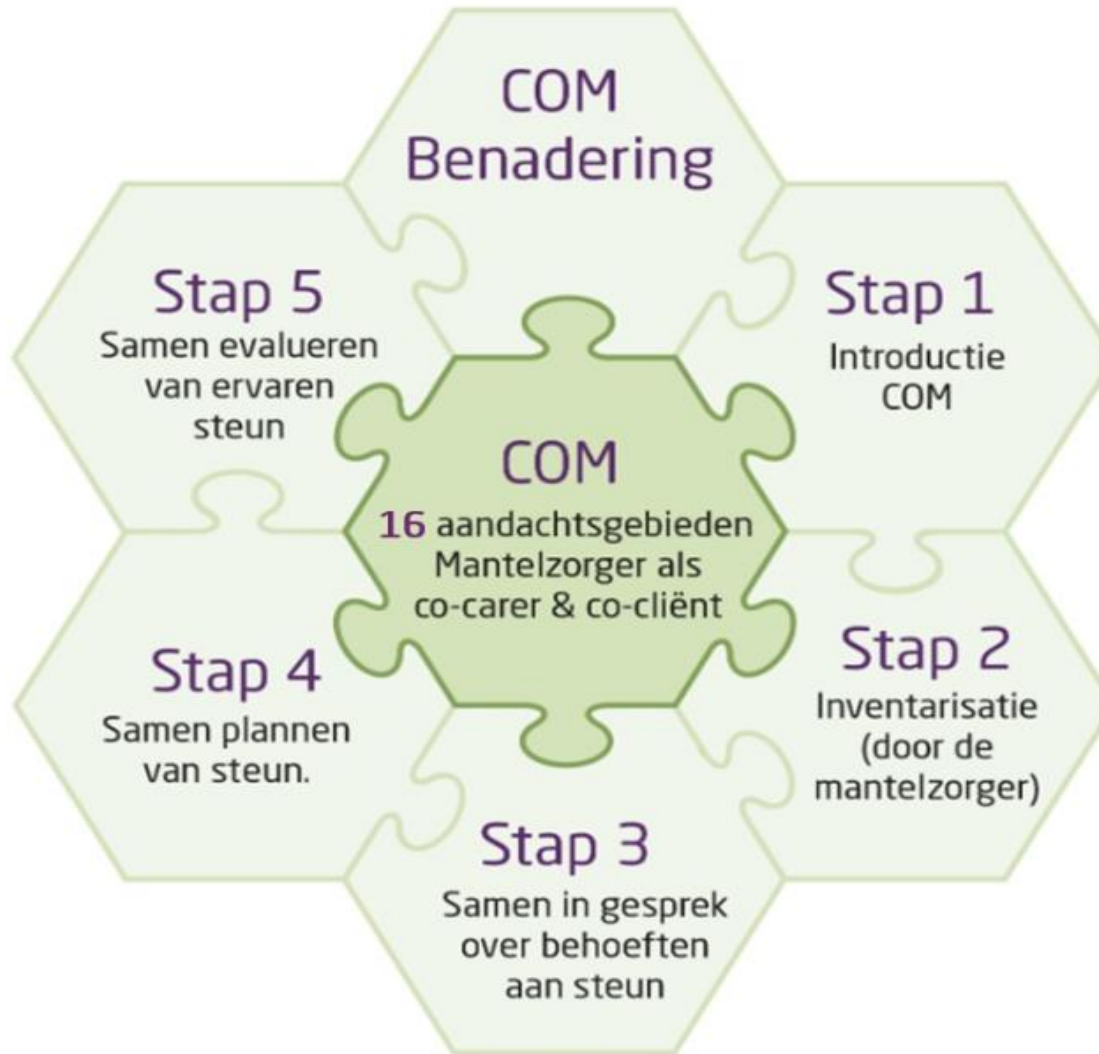 COM
Benadering
Stap 1
Introductie
COM
Stap 2
Inventarisatie
(door de
mantelzorger)
Stap 3
Samen in gesprek
over behoeften
aan steun
Stap 4
Samen plannen
van steun.
Stap 5
Samen evalueren
van ervaren
steun
COM
16 aandachtsgebieden
Mantelzorger als
co-carer & co-cliënt